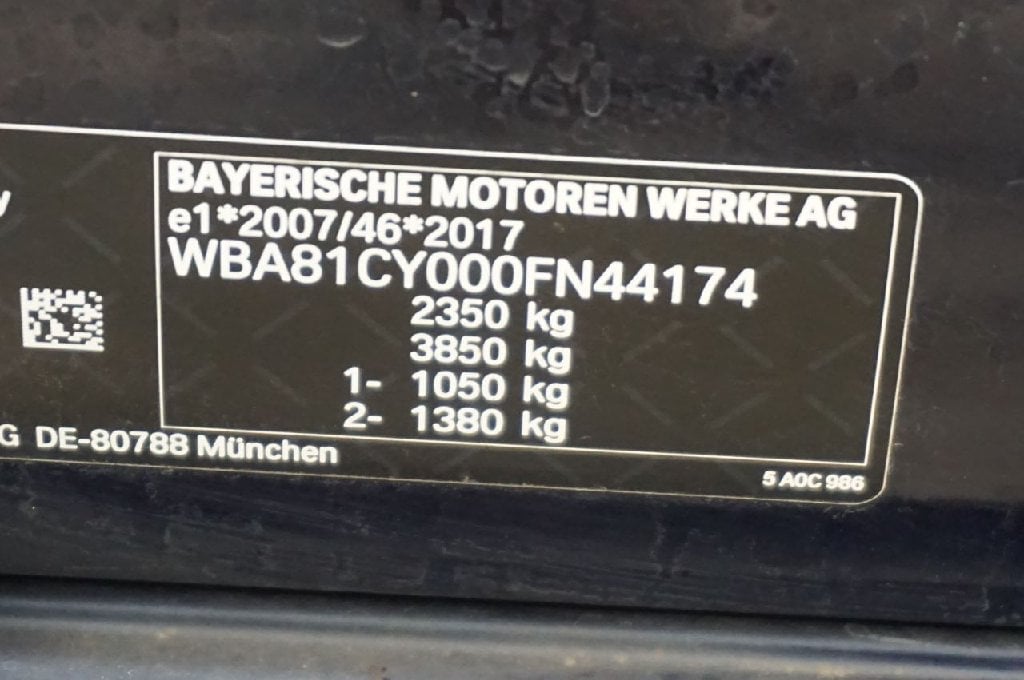 BAYERISCHE MOTOREN WERKE AG
e1*2007/46*2017
WBA81CY000FN44174
2350 kg
3850 kg
1- 1050 kg
2- 1380 kg
G DE-80788 München
5 A0C 986